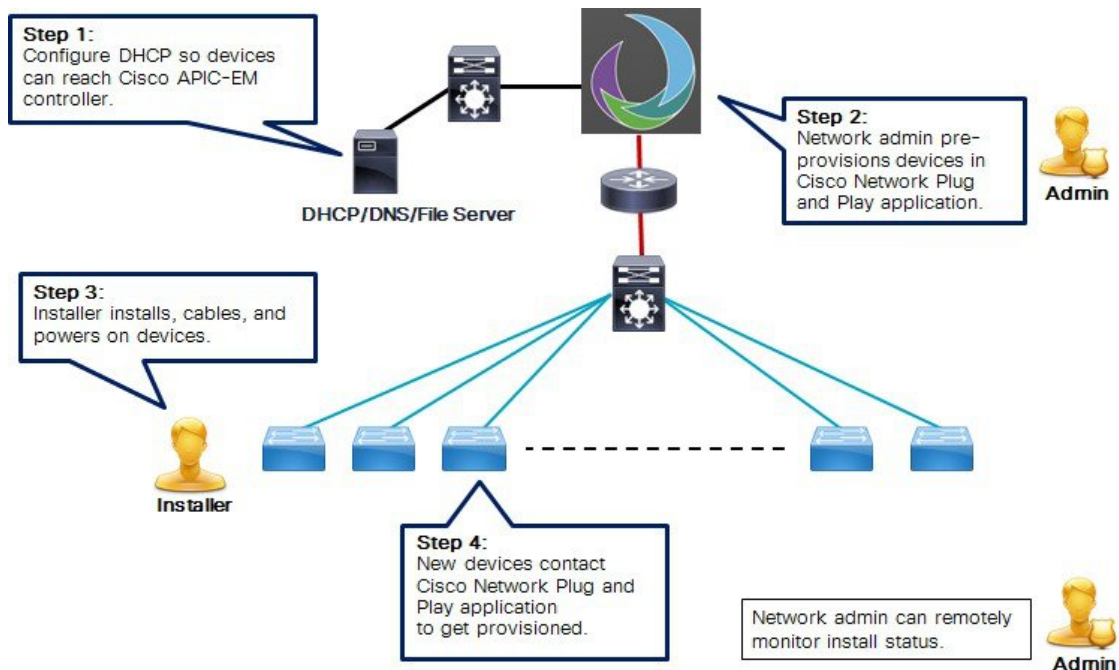 Step 1:
Configure DHCP so devices
can reach Cisco APIC-EM
controller.
DHCP/DNS/File Server
Step 2:
Network admin pre-
provisions devices in
Cisco Network Plug
and Play application.
Admin
Step 3:
Installer installs, cables, and
powers on devices.
Installer
Step 4:
New devices contact
Cisco Network Plug and
Play application
to get provisioned.
Network admin can remotely
monitor install status.
Admin